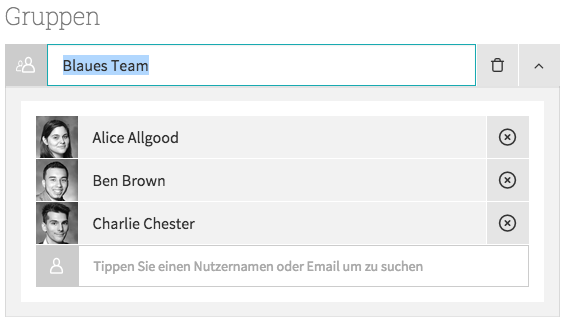 Gruppen
Blaues Team
Alice Allgood
Ben Brown
Charlie Chester
Tippen Sie einen Nutzernamen oder Email um zu suchen